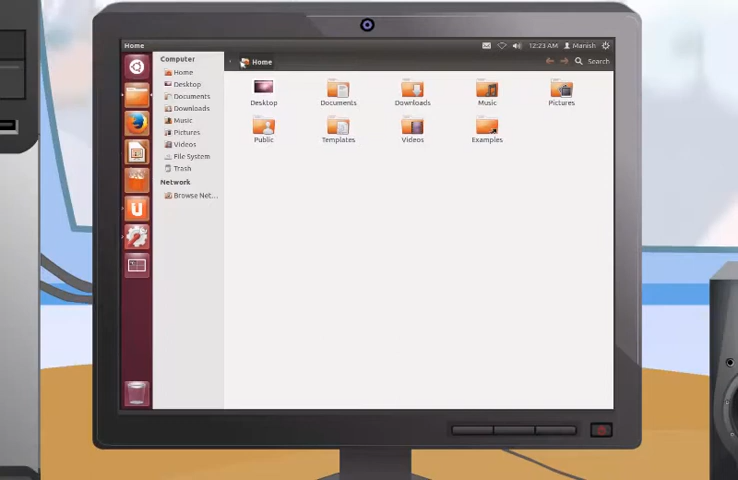 Home
12:23 AM Manish
Computer
Home
Home
Search
Desktop
Documents
Downloads
Music
Pictures
Videos
File System
Trash
Network
Browse Net...
Desktop
Documents
Downloads
Music
Pictures
Public
Templates
Videos
Examples